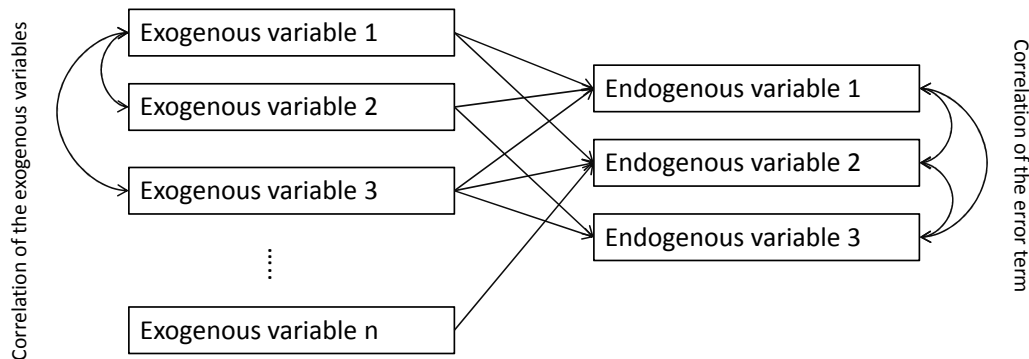 Correlation of the exogenous variables
Exogenous variable 1
Exogenous variable 2
Exogenous variable 3
......
Exogenous variable n
Endogenous variable 1
Endogenous variable 2
Endogenous variable 3
Correlation of the error term